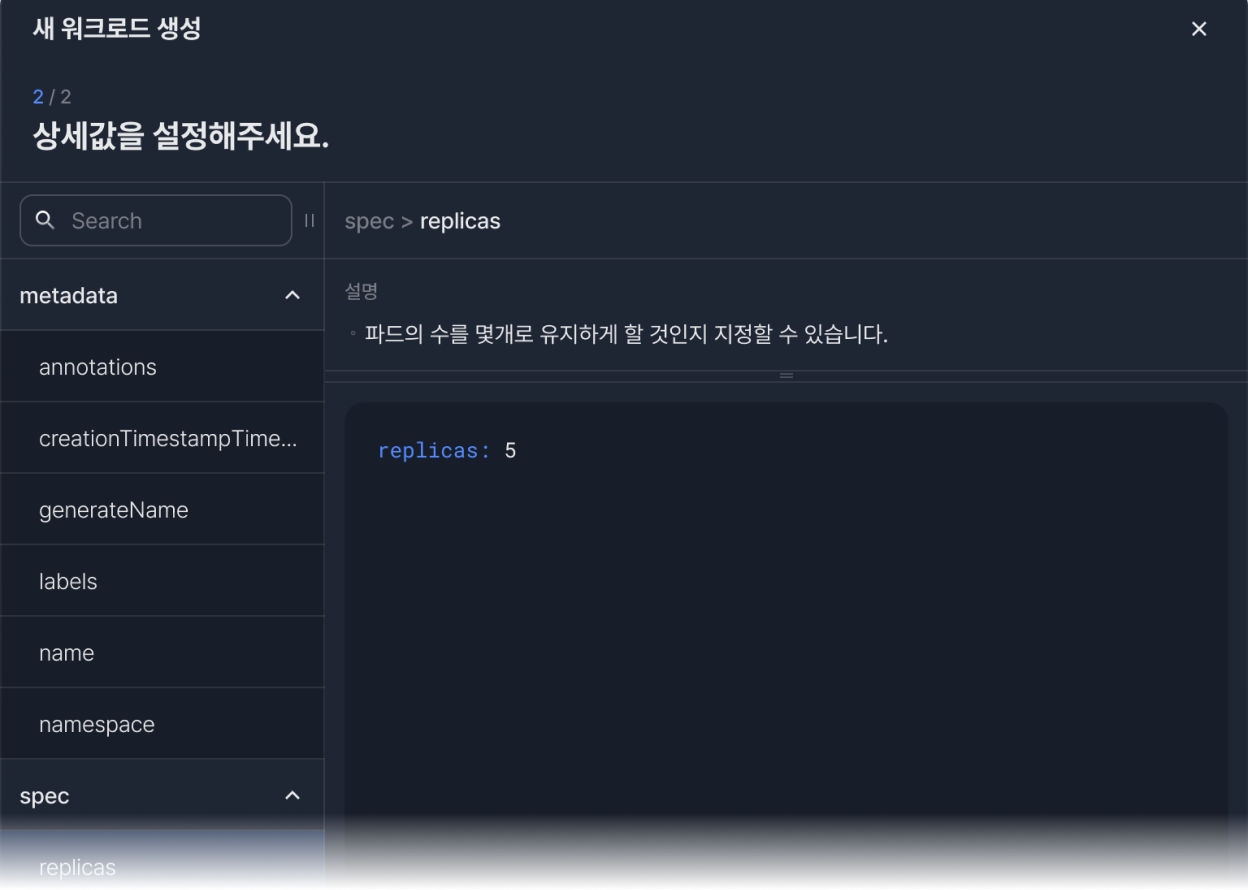 새 워크로드 생성
2 / 2
상세값을 설정해주세요.
Search
metadata
annotations
creationTimestampTime...
generateName
labels
name
namespace
spec
replicas
spec > replicas
설명
파드의 수를 몇개로 유지하게 할 것인지 지정할 수 있습니다.
replicas: 5